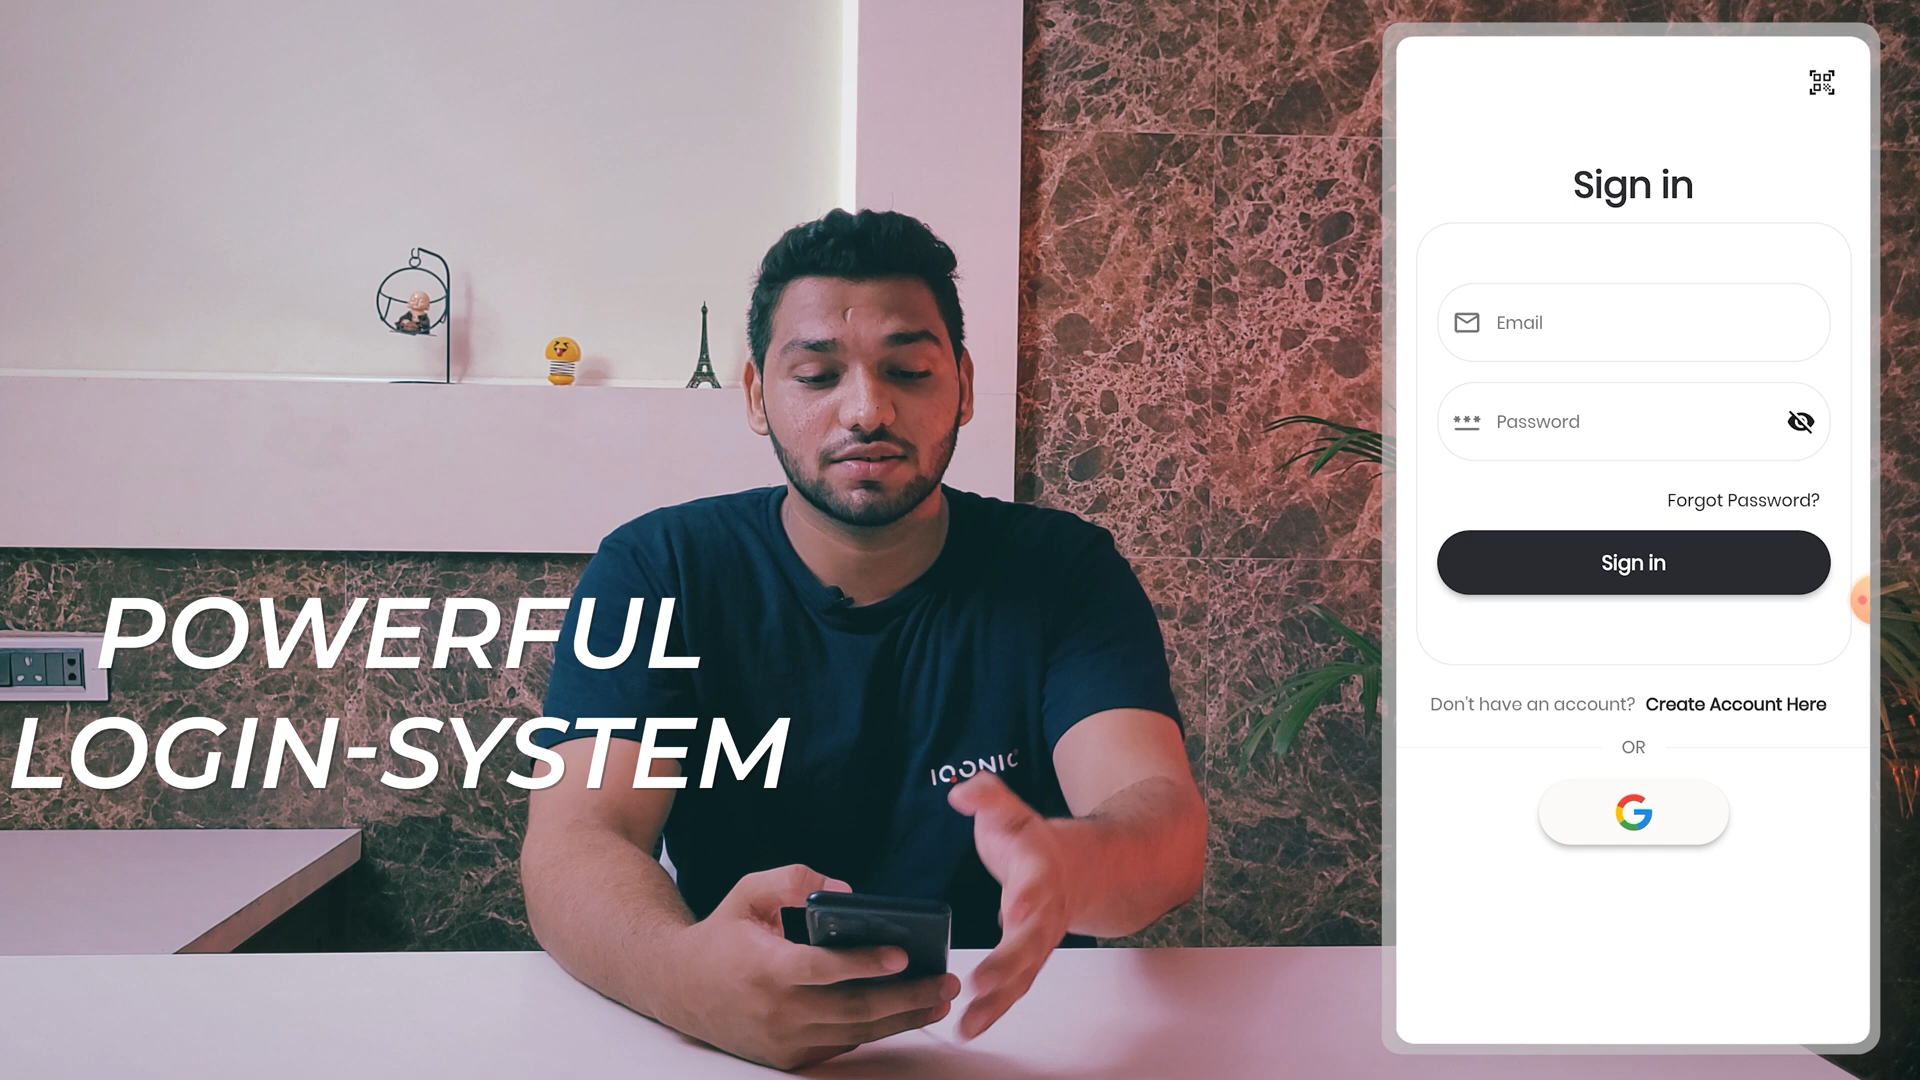 POWERFUL
LOGIN-SYSTEM
IQONIC
Sign in
Email
Password
Forgot Password?
Sign in
Don't have an account? Create Account Here
OR